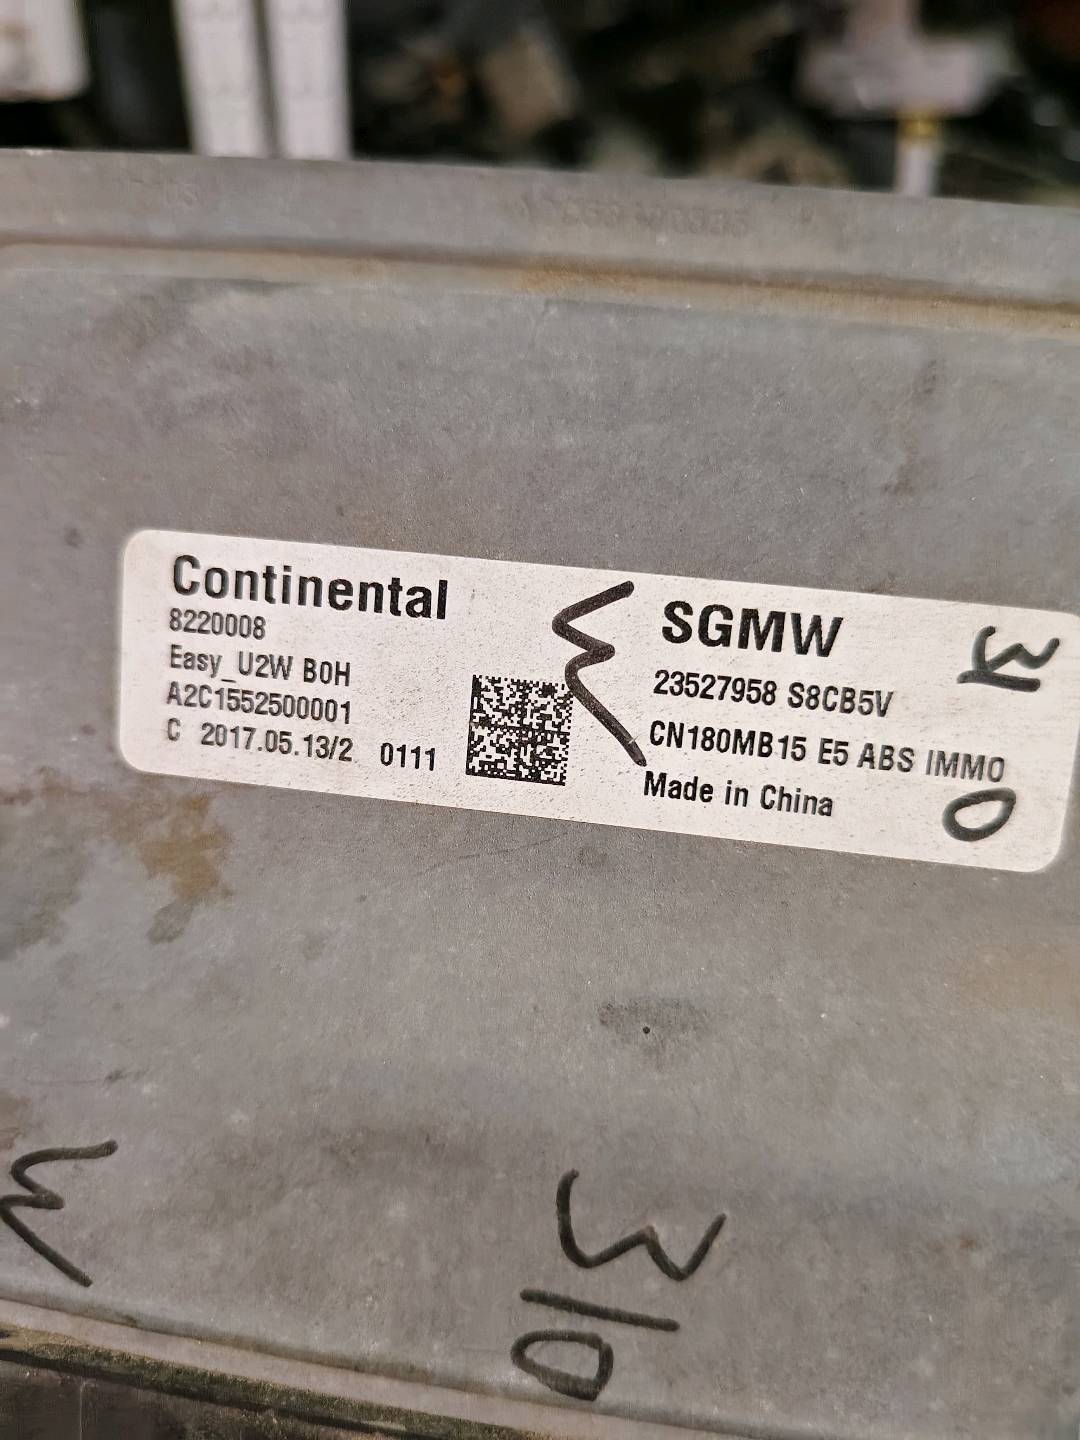 Continental
8220008
Easy_U2W B0H
A2C1552500001
C 2017.05.13/2 0111
SGMW
23527958 S8CB5V
CN180MB15 E5 ABS IMMO
Made in China
310